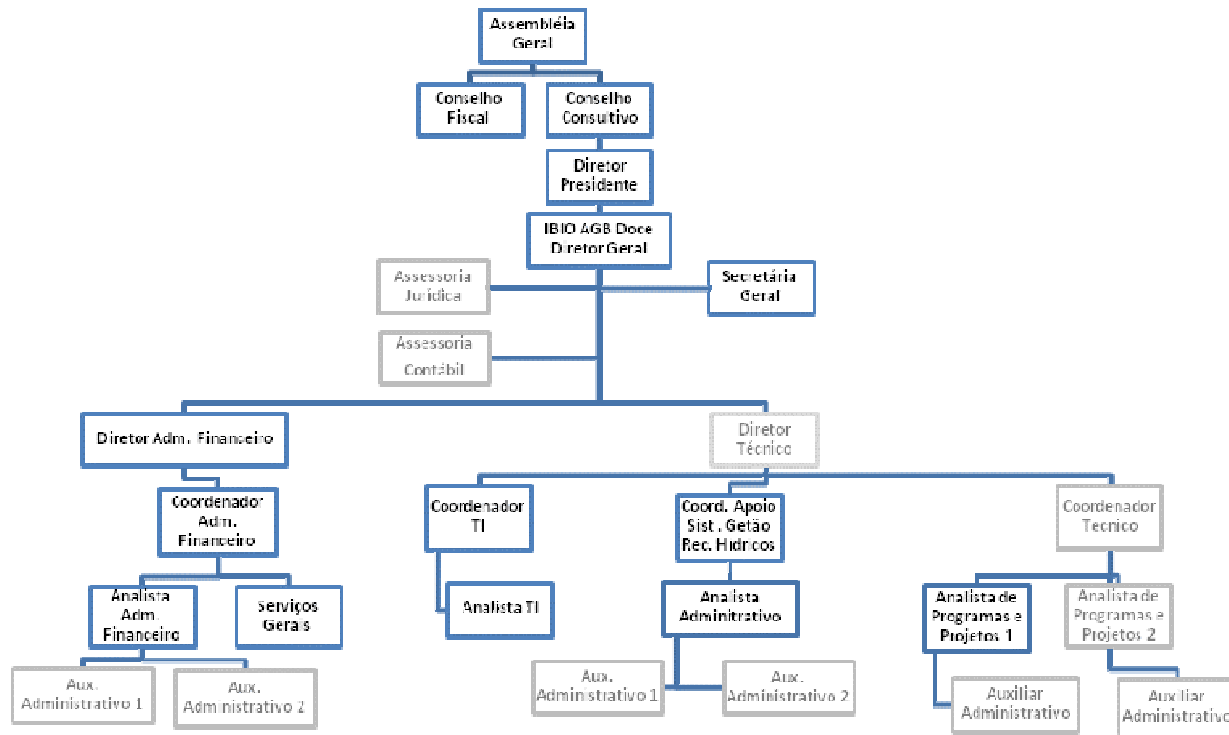 Assembléia
Geral
Conselho
Fiscal
Conselho
Consultivo
Diretor
Presidente
IBIO AGB Doce
Diretor Geral
Assessoria
Jurídica
Secretária
Geral
Assessoria
Contábil
Diretor Adm. Financeiro
Diretor
Técnico
Coordenador
Adm.
Financeiro
Coordenador
TI
Coord. Apoio
Sist. Getão
Rec. Hídricos
Coordenador
Tecnico
Analista
Adm.
Financeiro
Serviços
Gerais
Analista TI
Analista
Adminitrativo
Analista de
Programas e
Projetos 1
Analista de
Programas e
Projetos 2
Aux.
Administrativo 1
Aux.
Administrativo 2
Aux.
Administrativo 1
Aux.
Administrativo 2
Auxiliar
Administrativo
Auxiliar
Administrativo